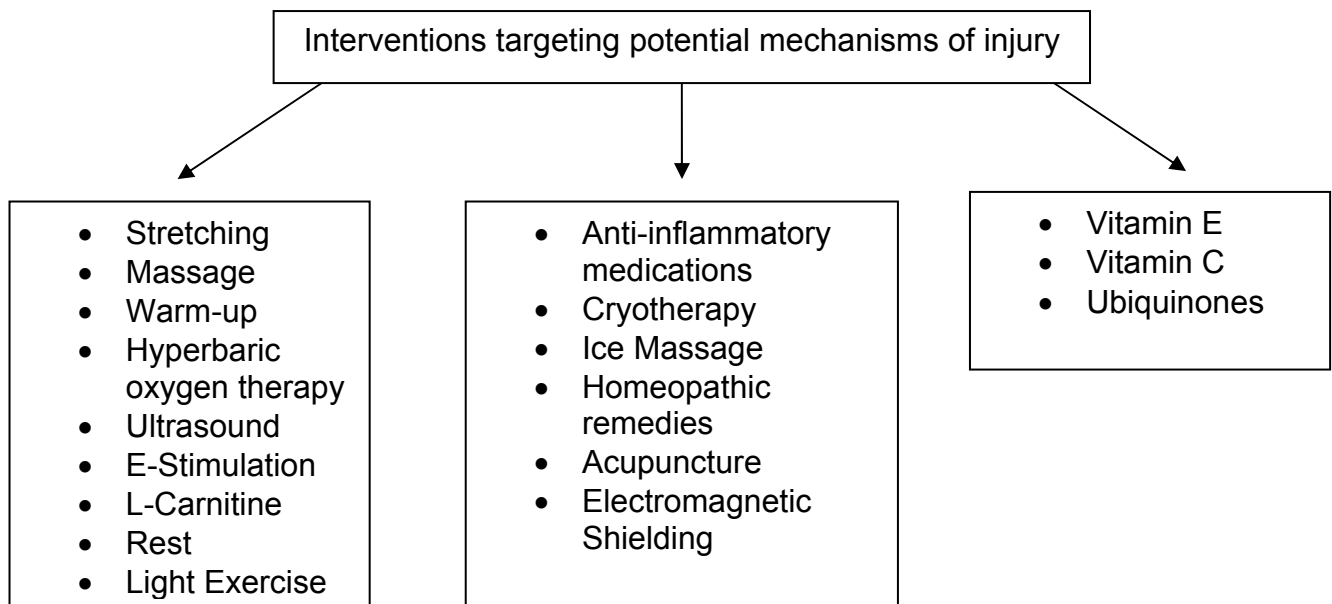 Interventions targeting potential mechanisms of injury
• Stretching
• Massage
• Warm-up
• Hyperbaric
oxygen therapy
• Ultrasound
• E-Stimulation
• L-Carnitine
• Rest
• Light Exercise
• Anti-inflammatory
medications
• Cryotherapy
• Ice Massage
• Homeopathic
remedies
• Acupuncture
• Electromagnetic
Shielding
• Vitamin E
• Vitamin C
• Ubiquinones